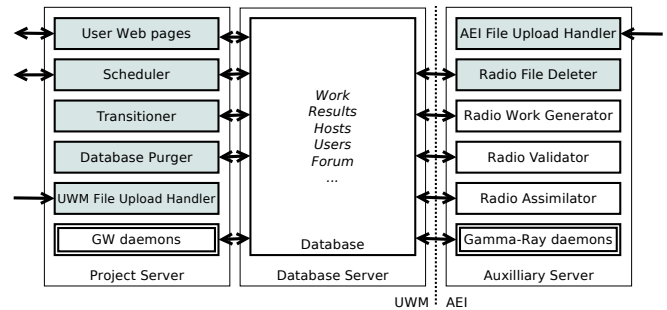 User Web pages
Scheduler
Transitioner
Database Purger
UWM File Upload Handler
GW daemons
Project Server
Work
Results
Hosts
Users
Forum
...
Database
Database Server
AEI File Upload Handler
Radio File Deleter
Radio Work Generator
Radio Validator
Radio Assimilator
Gamma-Ray daemons
Auxilliary Server
UWM
AEI